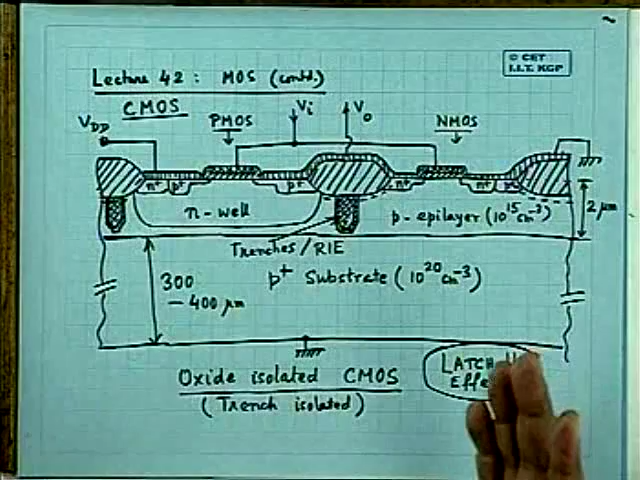 © CET
I.I.T. KGP
Lecture 42 : MOS (contd.)
CMOS
VDD
PMOS
Vi
Vo
NMOS
n+ p+ p+ n+ n+ p+
n-well
p-epilayer (10^15 cm^-3)
2 μm
Trenches/RIE
300
-400 μm
p+ Substrate (10^20 cm^-3)
Oxide isolated CMOS
(Trench isolated)
LATCH
Effe